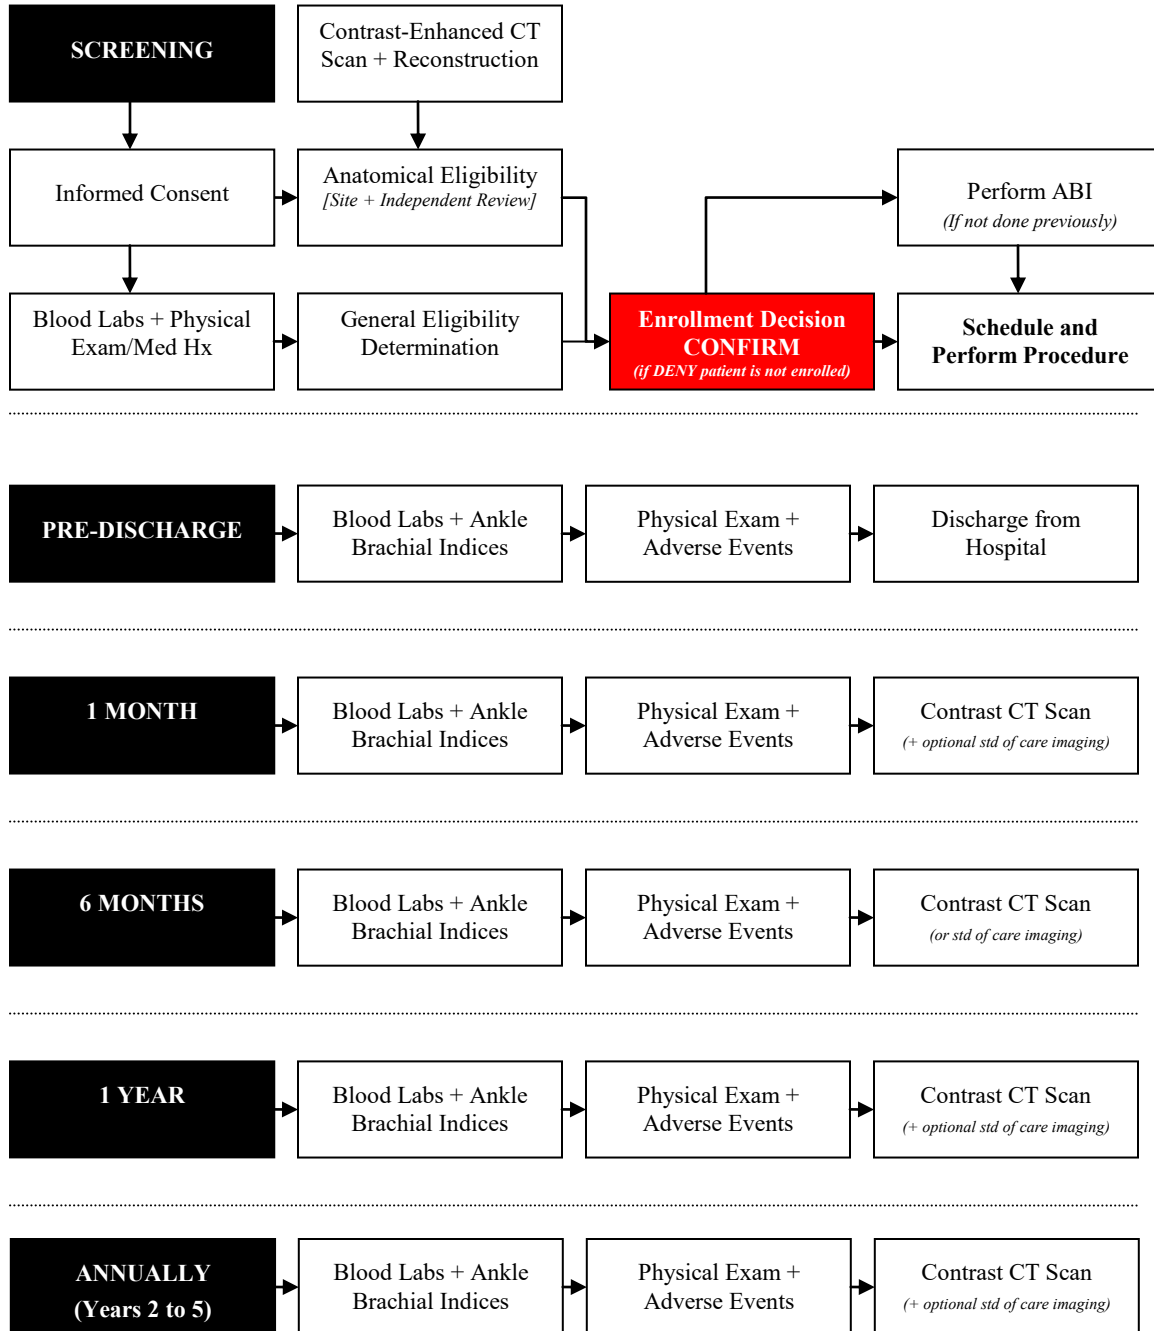 SCREENING
Contrast-Enhanced CT
Scan + Reconstruction
Informed Consent
Anatomical Eligibility
[Site + Independent Review]
Perform ABI
(If not done previously)
Blood Labs + Physical
Exam/Med Hx
General Eligibility
Determination
Enrollment Decision
CONFIRM
(if DENY patient is not enrolled)
Schedule and
Perform Procedure
PRE-DISCHARGE
Blood Labs + Ankle
Brachial Indices
Physical Exam +
Adverse Events
Discharge from
Hospital
1 MONTH
Blood Labs + Ankle
Brachial Indices
Physical Exam +
Adverse Events
Contrast CT Scan
(+ optional std of care imaging)
6 MONTHS
Blood Labs + Ankle
Brachial Indices
Physical Exam +
Adverse Events
Contrast CT Scan
(or std of care imaging)
1 YEAR
Blood Labs + Ankle
Brachial Indices
Physical Exam +
Adverse Events
Contrast CT Scan
(+ optional std of care imaging)
ANNUALLY
(Years 2 to 5)
Blood Labs + Ankle
Brachial Indices
Physical Exam +
Adverse Events
Contrast CT Scan
(+ optional std of care imaging)